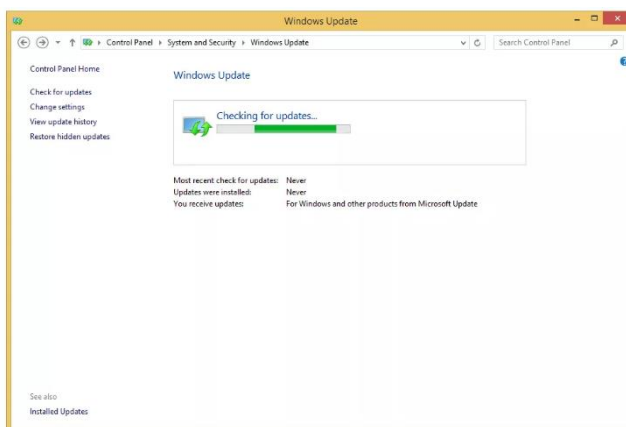 Windows Update
Control Panel System and Security Windows Update
Search Control Panel
Control Panel Home
Check for updates
Change settings
View update history
Restore hidden updates
Windows Update
Checking for updates...
Most recent check for updates: Never
Updates were installed: Never
You receive updates: For Windows and other products from Microsoft Update
See also
Installed Updates